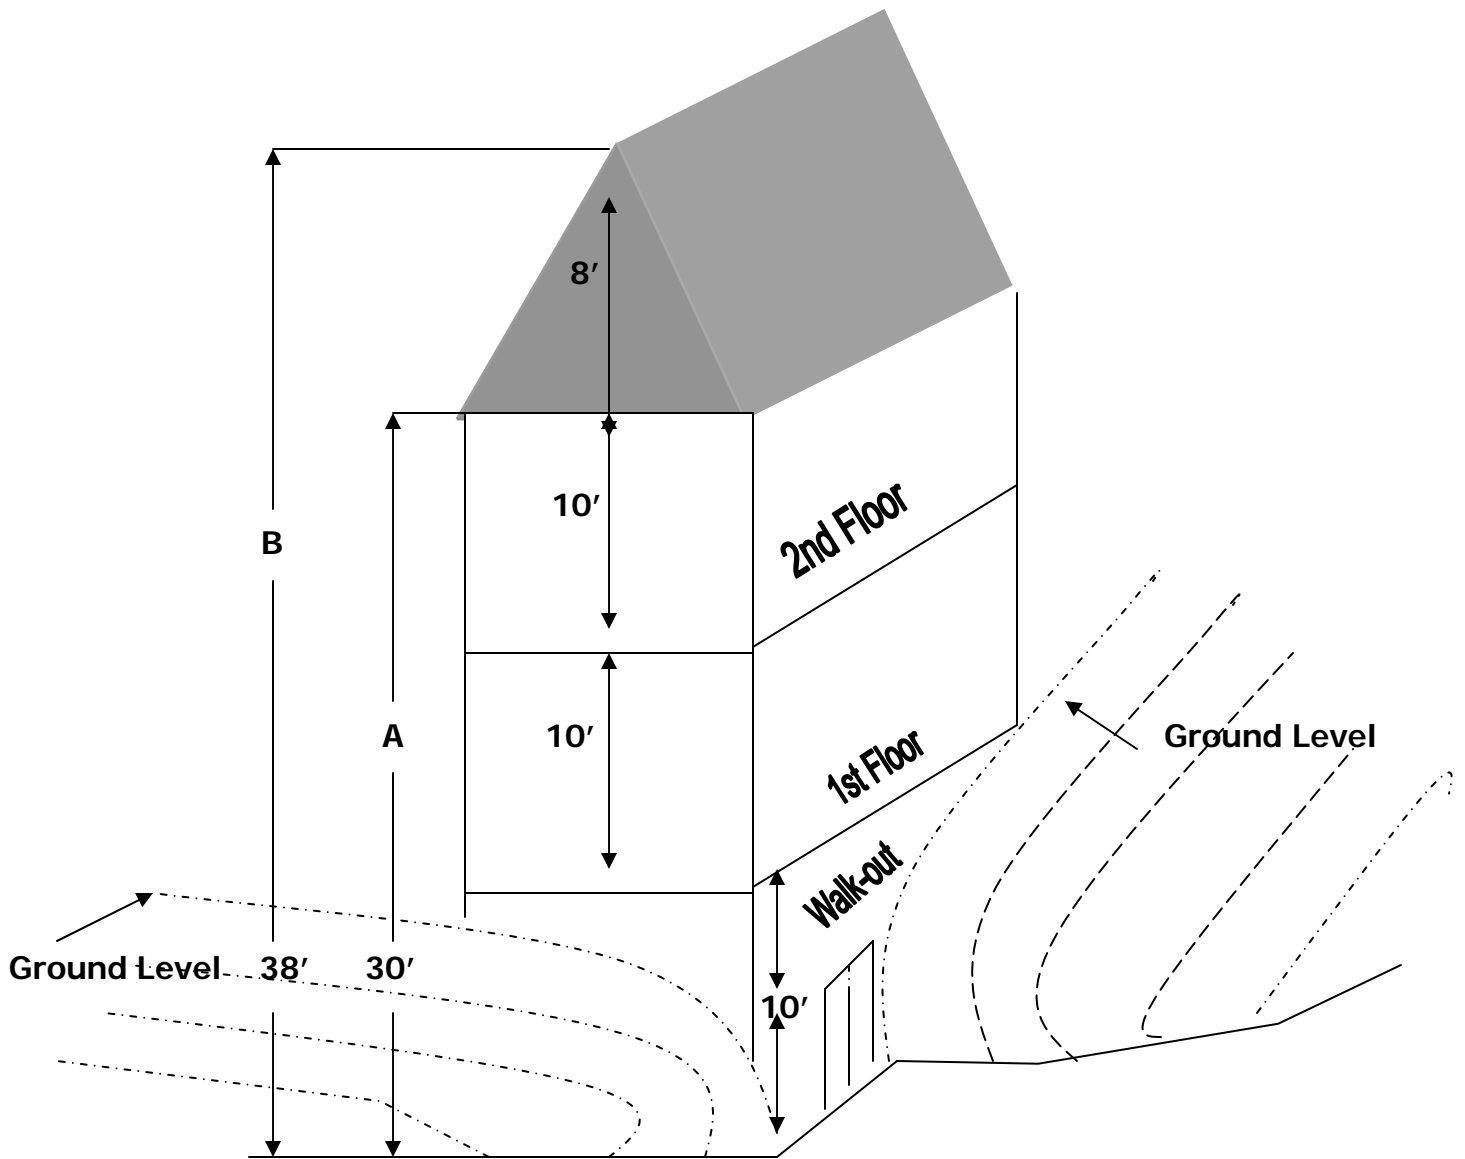 8’
10’
B
2nd Floor
10’
A
Ground Level
1st Floor
Walk-out
Ground Level
38’
30’
10’